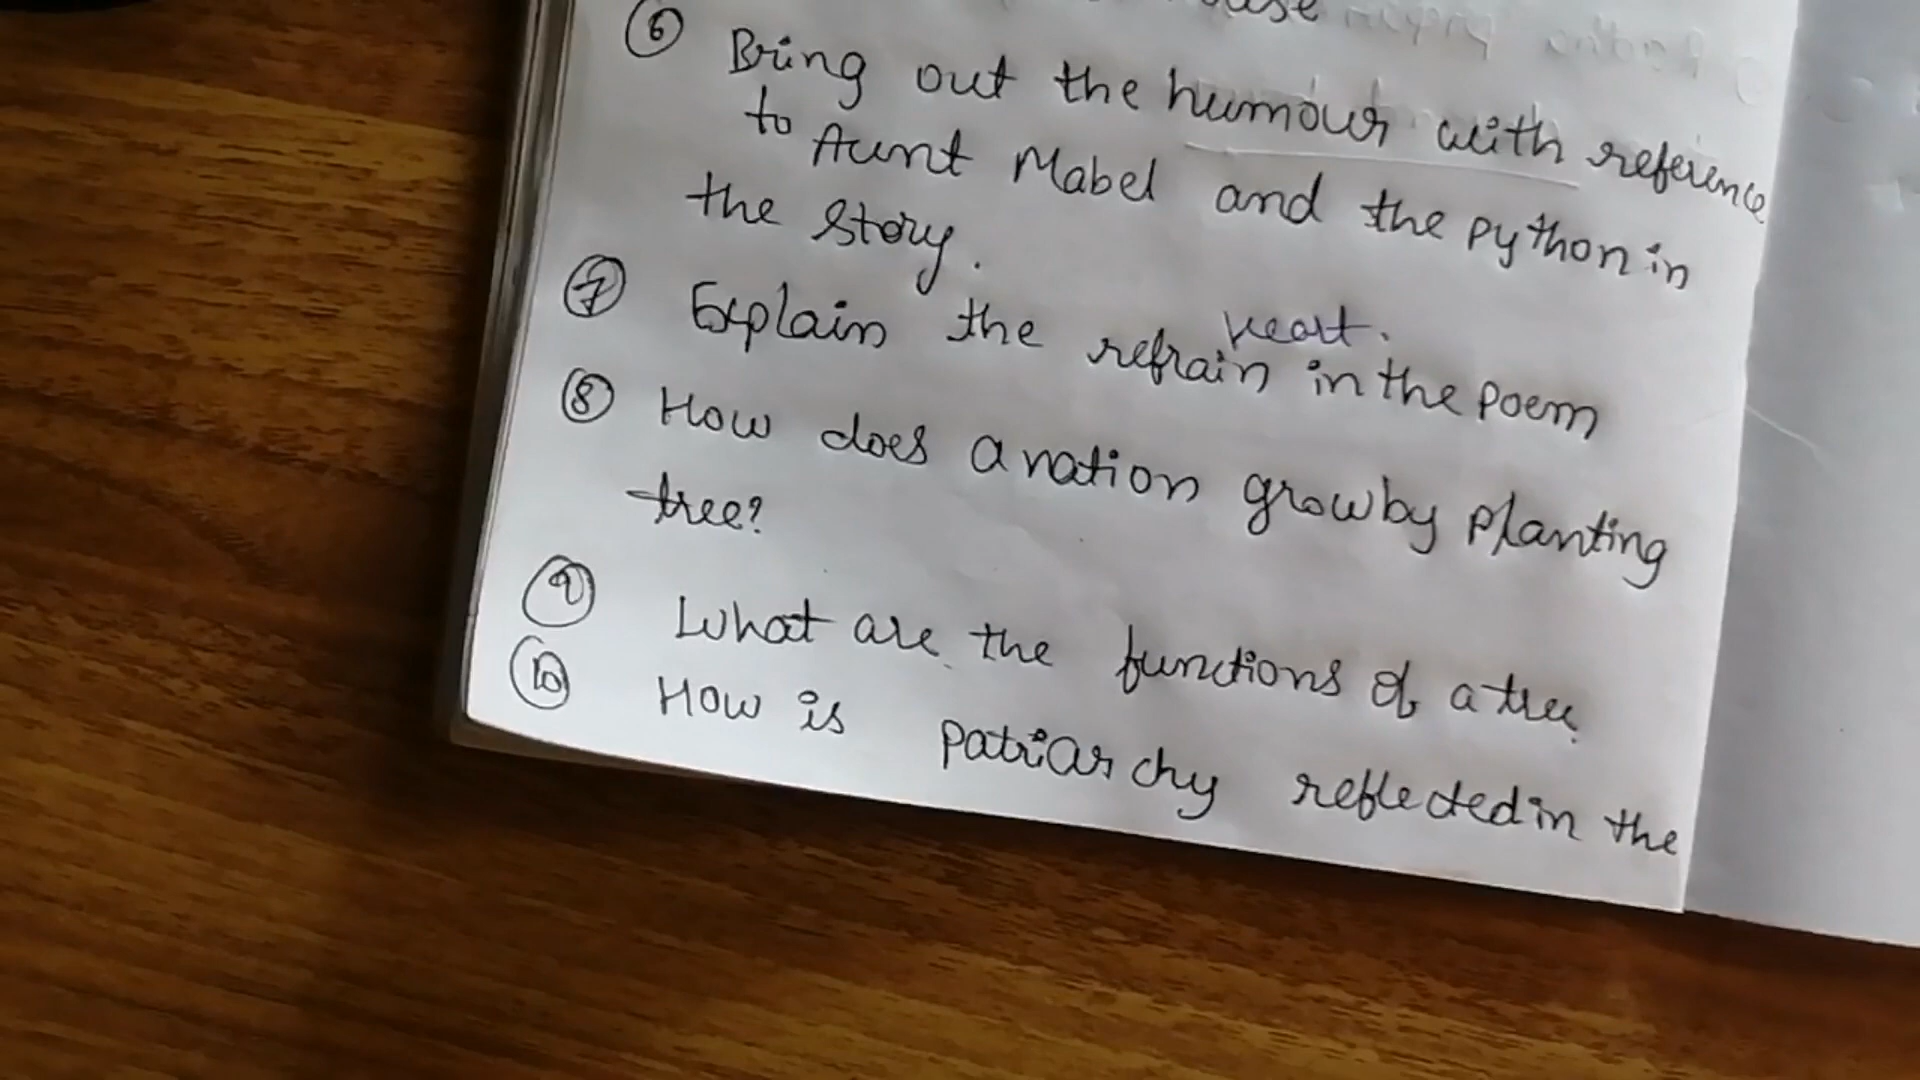 6 Bring out the humour with reference
to Aunt Mabel and the python in
the story.
heart.
7 Explain the refrain in the poem
8 How does a nation grow by planting
tree?
9 What are the functions of a tree.
10 How is patriarchy reflected in the